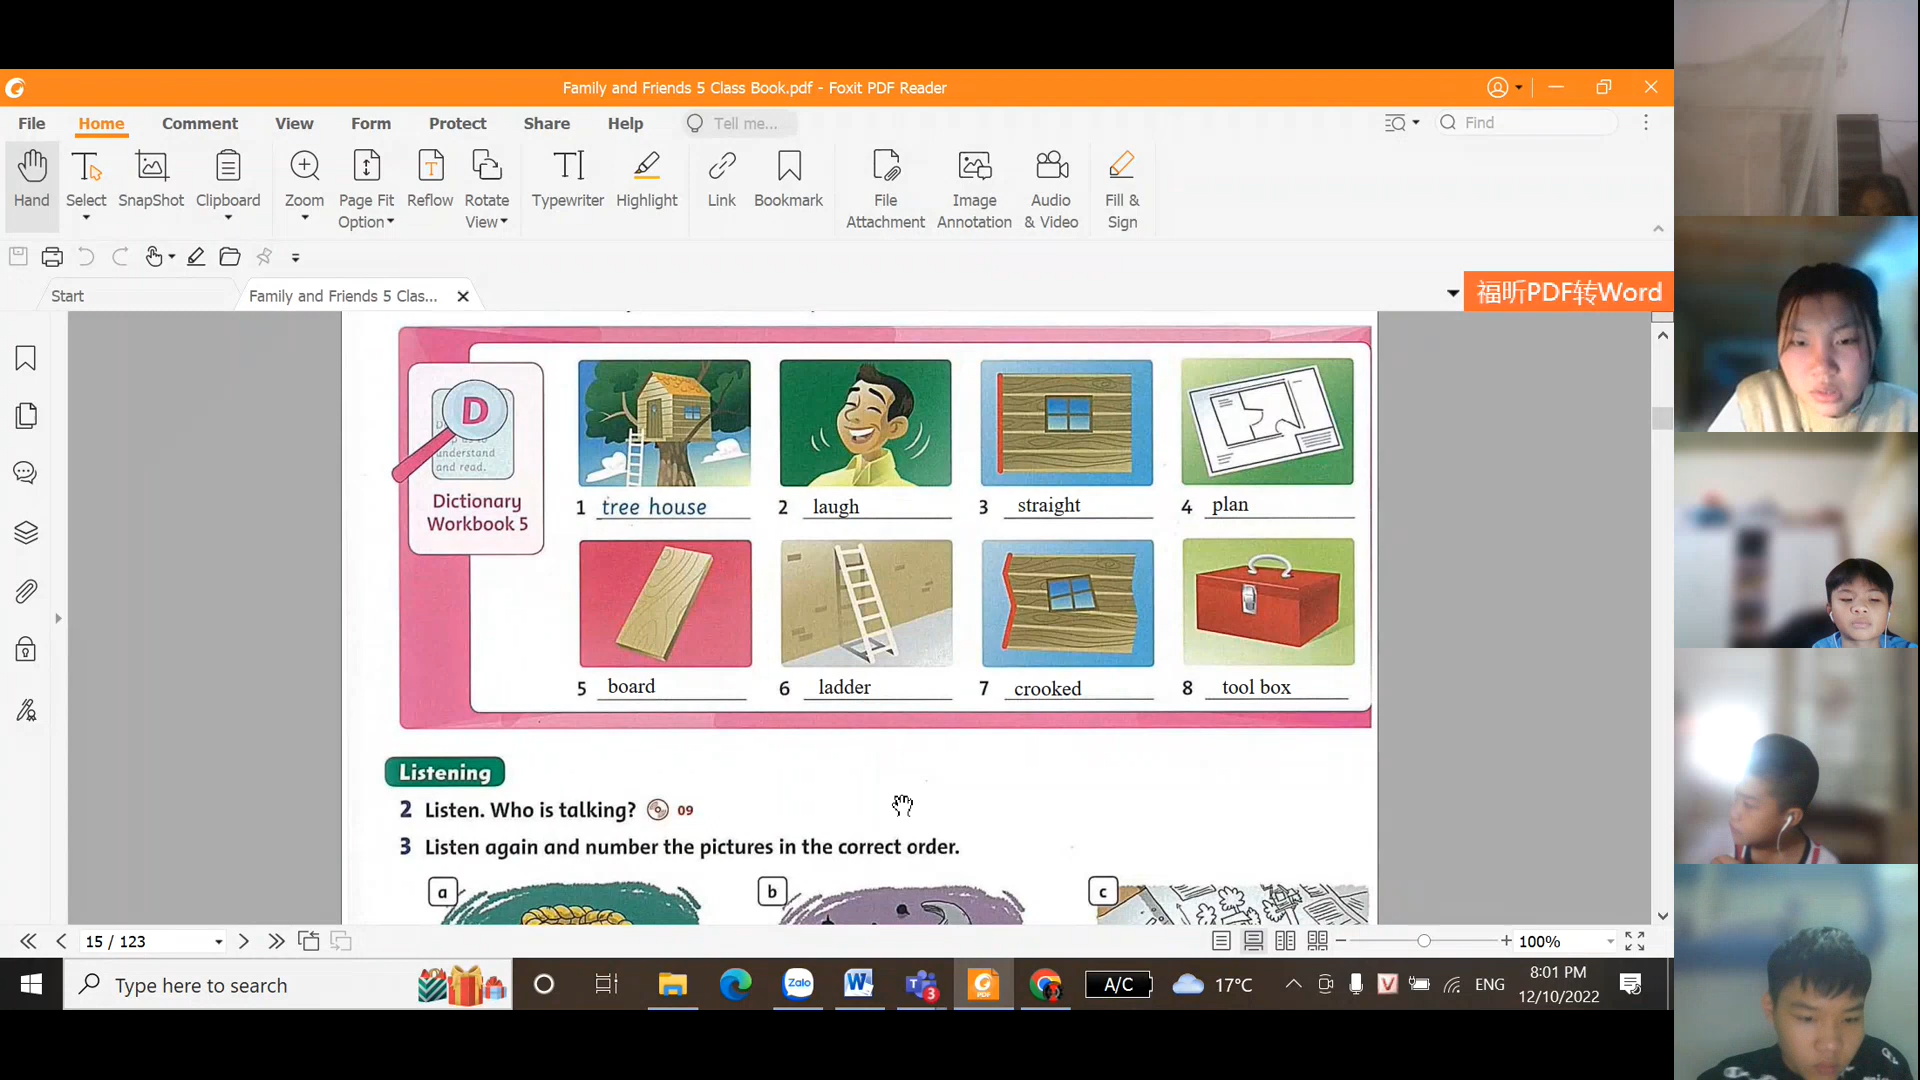 Family and Friends 5 Class Book.pdf - Foxit PDF Reader
File Home Comment View Form Protect Share Help Tell me... Find
Hand Select SnapShot Clipboard Zoom Page Fit Option Reflow Rotate View Typewriter Highlight Link Bookmark File Attachment Image Annotation Audio & Video Fill & Sign
Start Family and Friends 5 Clas... 福昕PDF转Word
D
understand
and read.
Dictionary
Workbook 5
1 tree house 2 laugh 3 straight 4 plan
5 board 6 ladder 7 crooked 8 tool box
Listening
2 Listen. Who is talking? 09
3 Listen again and number the pictures in the correct order.
a b c
15 / 123 100%
Type here to search Zalo W T 3 PDF A/C 17°C V ENG 8:01 PM
12/10/2022